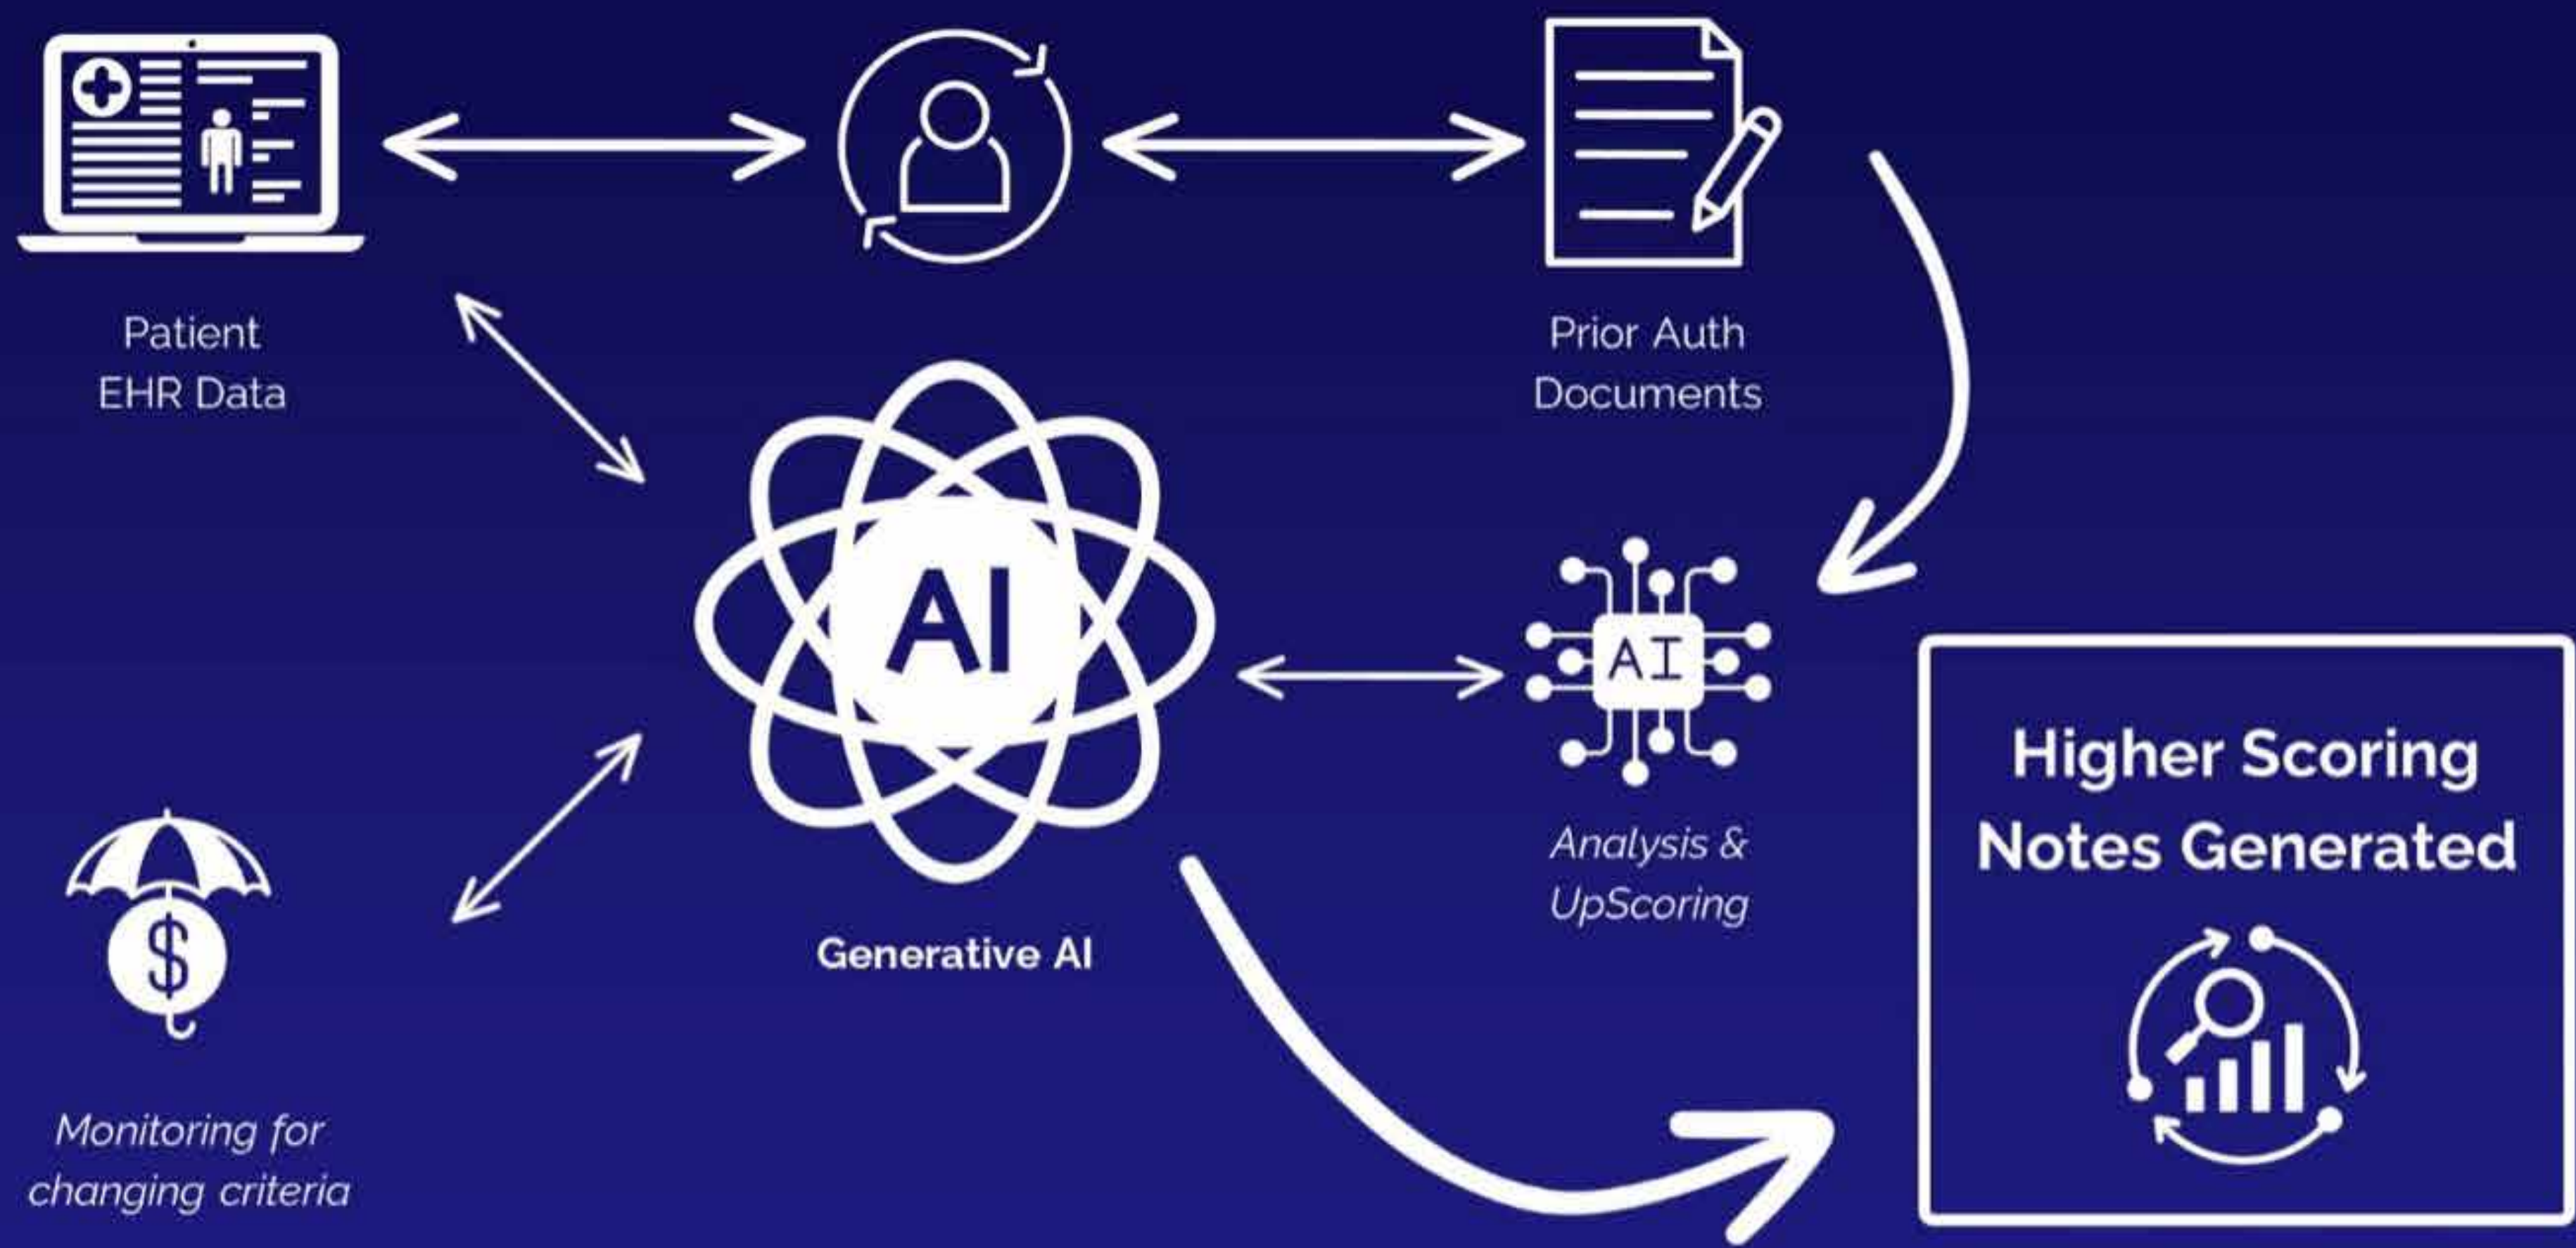 Patient
EHR Data
Prior Auth
Documents
AI
Generative AI
AI
Analysis &
UpScoring
$
Monitoring for
changing criteria
Higher Scoring
Notes Generated